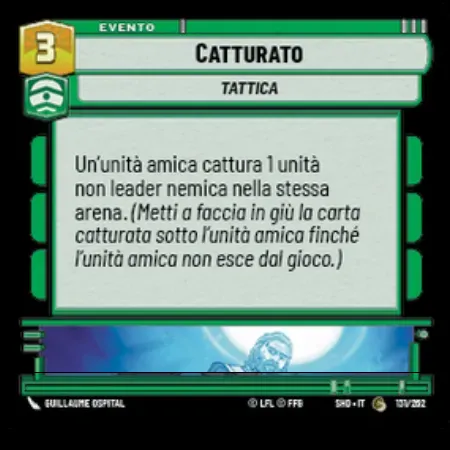 EVENTO
3
CATTURATO
TATTICA
Un'unità amica cattura 1 unità
non leader nemica nella stessa
arena. (Metti a faccia in giù la carta
catturata sotto l'unità amica finché
l'unità amica non esce dal gioco.)
GUILLAUME OSPITAL
© LFL © FFG
SHD • IT
131/262